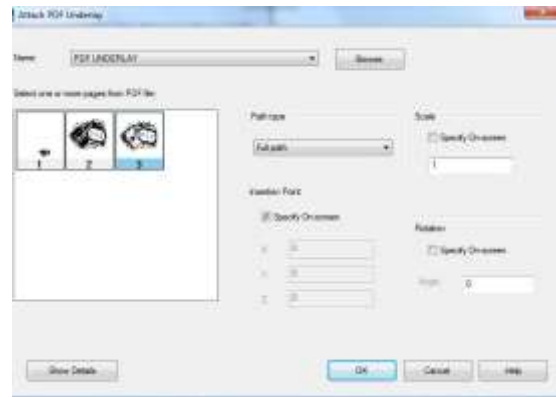 Attach PDF Underlay
Name PDF UNDERLAY Browse
Select one or more pages from PDF file:
1 2 3
Path type
Full path
Scale
Specify On-screen
1
Insertion Point
Specify On-screen
X
Y
Z
Rotation
Specify On-screen
Angle 0
Show Details OK Cancel Help